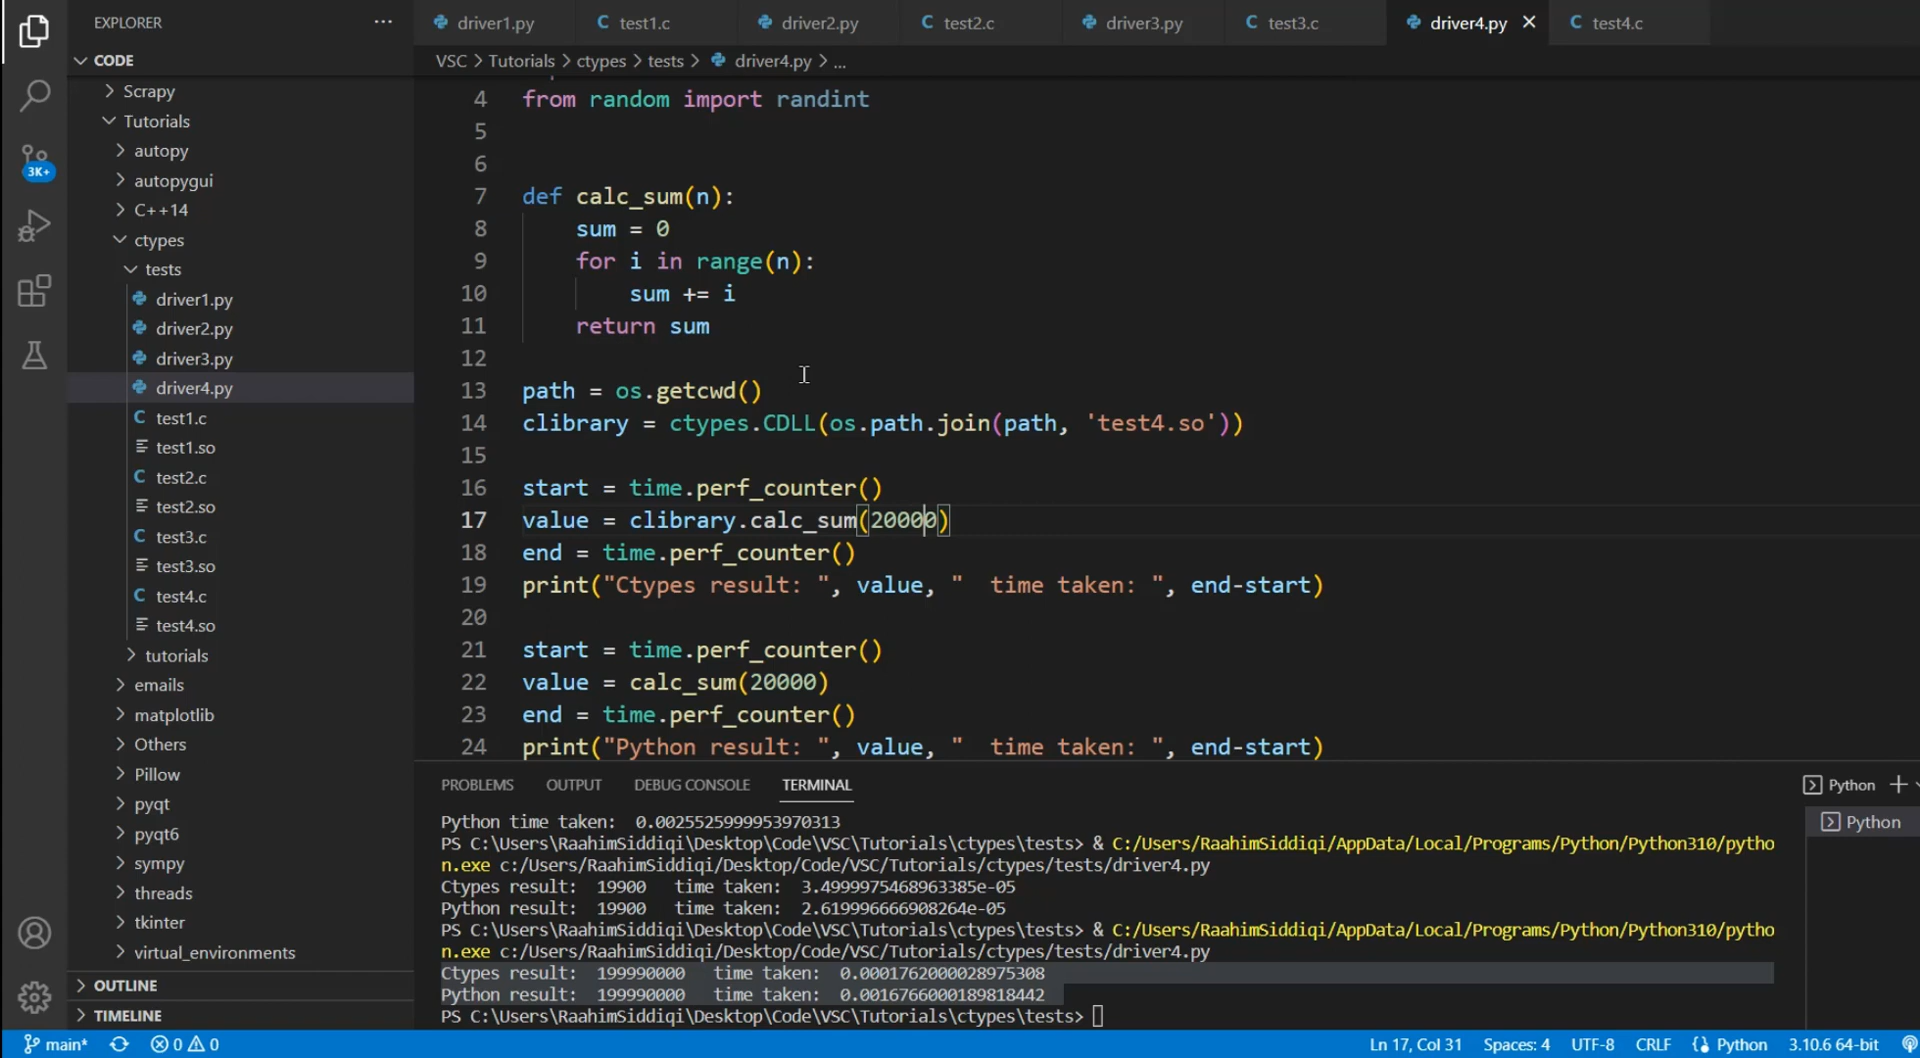 EXPLORER ...
CODE
Scrapy
Tutorials
autopy
autopygui
C++14
ctypes
tests
driver1.py
driver2.py
driver3.py
driver4.py
C test1.c
test1.so
C test2.c
test2.so
C test3.c
test3.so
C test4.c
test4.so
tutorials
emails
matplotlib
Others
Pillow
pyqt
pyqt6
sympy
threads
tkinter
virtual_environments
OUTLINE
TIMELINE
3K+
driver1.py C test1.c driver2.py C test2.c driver3.py C test3.c driver4.py C test4.c
VSC > Tutorials > ctypes > tests > driver4.py > ...
4 from random import randint
5
6
7 def calc_sum(n):
8 sum = 0
9 for i in range(n):
10 sum += i
11 return sum
12
13 path = os.getcwd()
14 clibrary = ctypes.CDLL(os.path.join(path, 'test4.so'))
15
16 start = time.perf_counter()
17 value = clibrary.calc_sum(20000)
18 end = time.perf_counter()
19 print("Ctypes result: ", value, "  time taken: ", end-start)
20
21 start = time.perf_counter()
22 value = calc_sum(20000)
23 end = time.perf_counter()
24 print("Python result: ", value, "  time taken: ", end-start)
PROBLEMS OUTPUT DEBUG CONSOLE TERMINAL
Python
Python
Python time taken:  0.0025525999953970313
PS C:\Users\RaahimSiddiqi\Desktop\Code\VSC\Tutorials\ctypes\tests> & C:/Users/RaahimSiddiqi/AppData/Local/Programs/Python/Python310/pytho
n.exe c:/Users/RaahimSiddiqi/Desktop/Code/VSC/Tutorials/ctypes/tests/driver4.py
Ctypes result:  19900   time taken:  3.4999975468963385e-05
Python result:  19900   time taken:  2.619996666908264e-05
PS C:\Users\RaahimSiddiqi\Desktop\Code\VSC\Tutorials\ctypes\tests> & C:/Users/RaahimSiddiqi/AppData/Local/Programs/Python/Python310/pytho
n.exe c:/Users/RaahimSiddiqi/Desktop/Code/VSC/Tutorials/ctypes/tests/driver4.py
Ctypes result:  199990000   time taken:  0.0001762000028975308
Python result:  199990000   time taken:  0.0016766000189818442
PS C:\Users\RaahimSiddiqi\Desktop\Code\VSC\Tutorials\ctypes\tests>
main* 0 0 Ln 17, Col 31 Spaces: 4 UTF-8 CRLF Python 3.10.6 64-bit